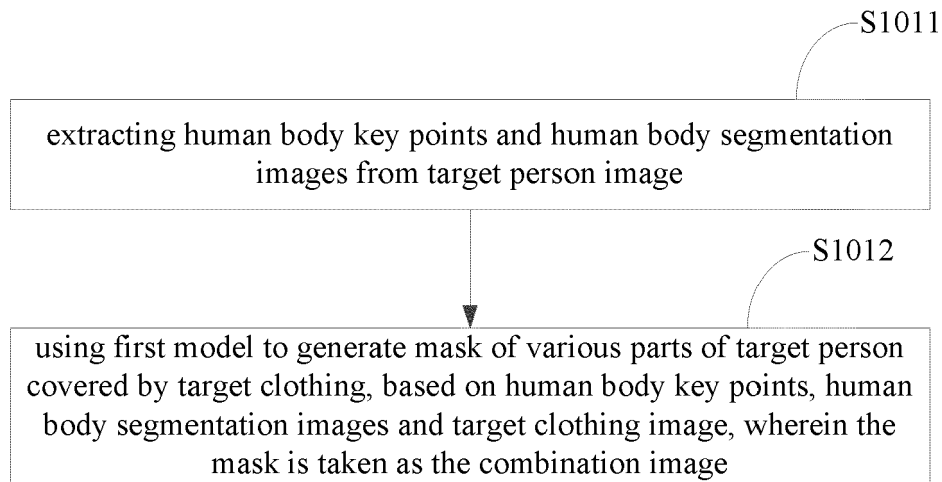 S1011
extracting human body key points and human body segmentation
images from target person image
S1012
using first model to generate mask of various parts of target person
covered by target clothing, based on human body key points, human
body segmentation images and target clothing image, wherein the
mask is taken as the combination image